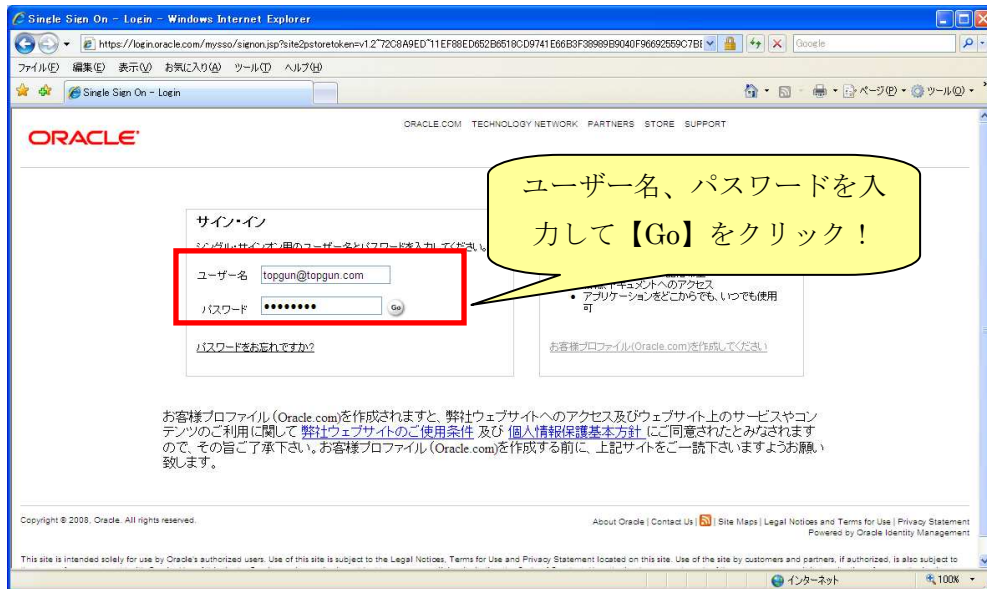 Single Sign On - Login - Windows Internet Explorer
https://login.oracle.com/mysso/signon.jsp?site2pstoretoken=v1.2~72C8A9ED~11EF88ED652B6518CD9741E66B3F38989B9040F96692559C7BE
Google
ファイル(F) 編集(E) 表示(V) お気に入り(A) ツール(T) ヘルプ(H)
Single Sign On - Login
ページ(P) ツール(O)
ORACLE
ORACLE.COM TECHNOLOGY NETWORK PARTNERS STORE SUPPORT
ユーザー名、パスワードを入
力して【Go】をクリック！
サイン・イン
シングル・サインオン用のユーザー名とパスワードを入力してください。
ユーザー名 topgun@topgun.com
パスワード ●●●●●●●● Go
パスワードをお忘れですか?
ドキュメントへのアクセス
• アプリケーションをどこからでも、いつでも使用
可
お客様プロファイル(Oracle.com)を作成してください
お客様プロファイル (Oracle.com)を作成されますと、弊社ウェブサイトへのアクセス及びウェブサイト上のサービスやコン
テンツのご利用に関して 弊社ウェブサイトのご使用条件 及び 個人情報保護基本方針 にご同意されたとみなされます
ので、その旨ご了承下さい。お客様プロファイル (Oracle.com)を作成する前に、上記サイトをご一読下さいますようお願い
致します。
Copyright © 2008, Oracle. All rights reserved.
About Oracle | Contact Us | | Site Maps | Legal Notices and Terms for Use | Privacy Statement
Powered by Oracle Identity Management
This site is intended solely for use by Oracle's authorized users. Use of this site is subject to the Legal Notices, Terms for Use and Privacy Statement located on this site. Use of the site by customers and partners, if authorized, is also subject to
インターネット 100%